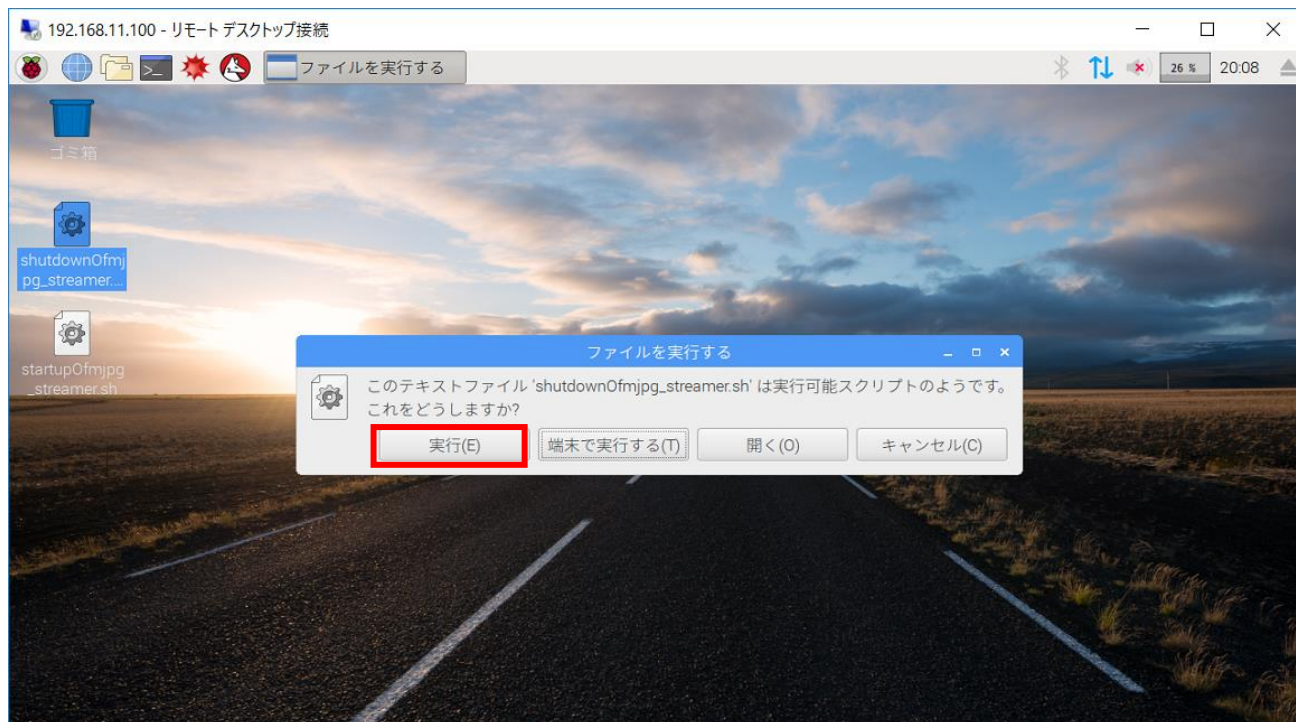 192.168.11.100 - リモート デスクトップ接続
ファイルを実行する
26 %
20:08
ゴミ箱
shutdownOfmj
pg_streamer....
startupOfmjpg
_streamer.sh
ファイルを実行する
このテキストファイル 'shutdownOfmjpg_streamer.sh' は実行可能スクリプトのようです。
これをどうしますか?
実行(E)
端末で実行する(T)
開く(O)
キャンセル(C)